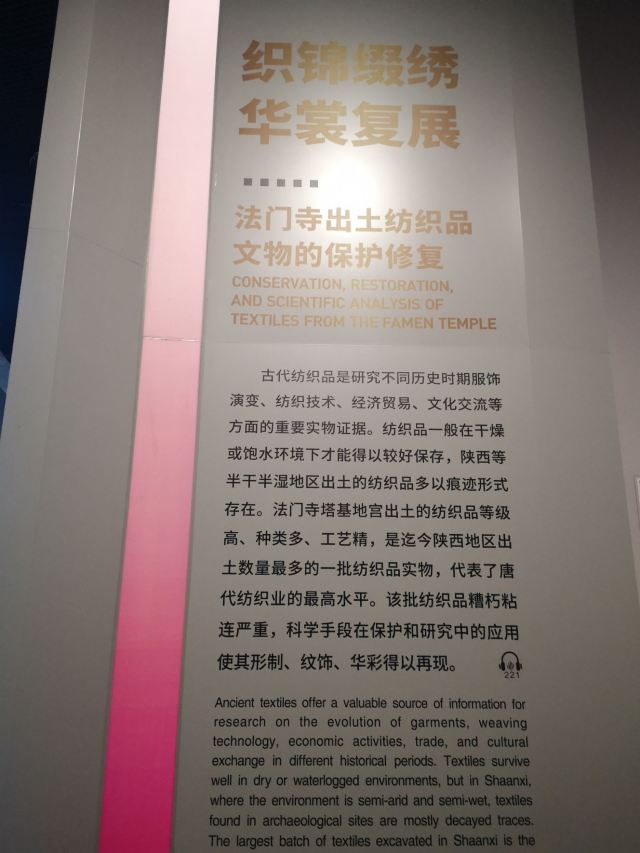 织锦缀绣
华裳复展
法门寺出土纺织品
文物的保护修复
CONSERVATION, RESTORATION,
AND SCIENTIFIC ANALYSIS OF
TEXTILES FROM THE FAMEN TEMPLE
古代纺织品是研究不同历史时期服饰
演变、纺织技术、经济贸易、文化交流等
方面的重要实物证据。纺织品一般在干燥
或饱水环境下才能得以较好保存，陕西等
半干半湿地区出土的纺织品多以痕迹形式
存在。法门寺塔基地宫出土的纺织品等级
高、种类多、工艺精，是迄今陕西地区出
土数量最多的一批纺织品实物，代表了唐
代纺织业的最高水平。该批纺织品糟朽粘
连严重，科学手段在保护和研究中的应用
使其形制、纹饰、华彩得以再现。
221
Ancient textiles offer a valuable source of information for
research on the evolution of garments, weaving
technology, economic activities, trade, and cultural
exchange in different historical periods. Textiles survive
well in dry or waterlogged environments, but in Shaanxi,
where the environment is semi-arid and semi-wet, textiles
found in archaeological sites are mostly decayed traces.
The largest batch of textiles excavated in Shaanxi is the